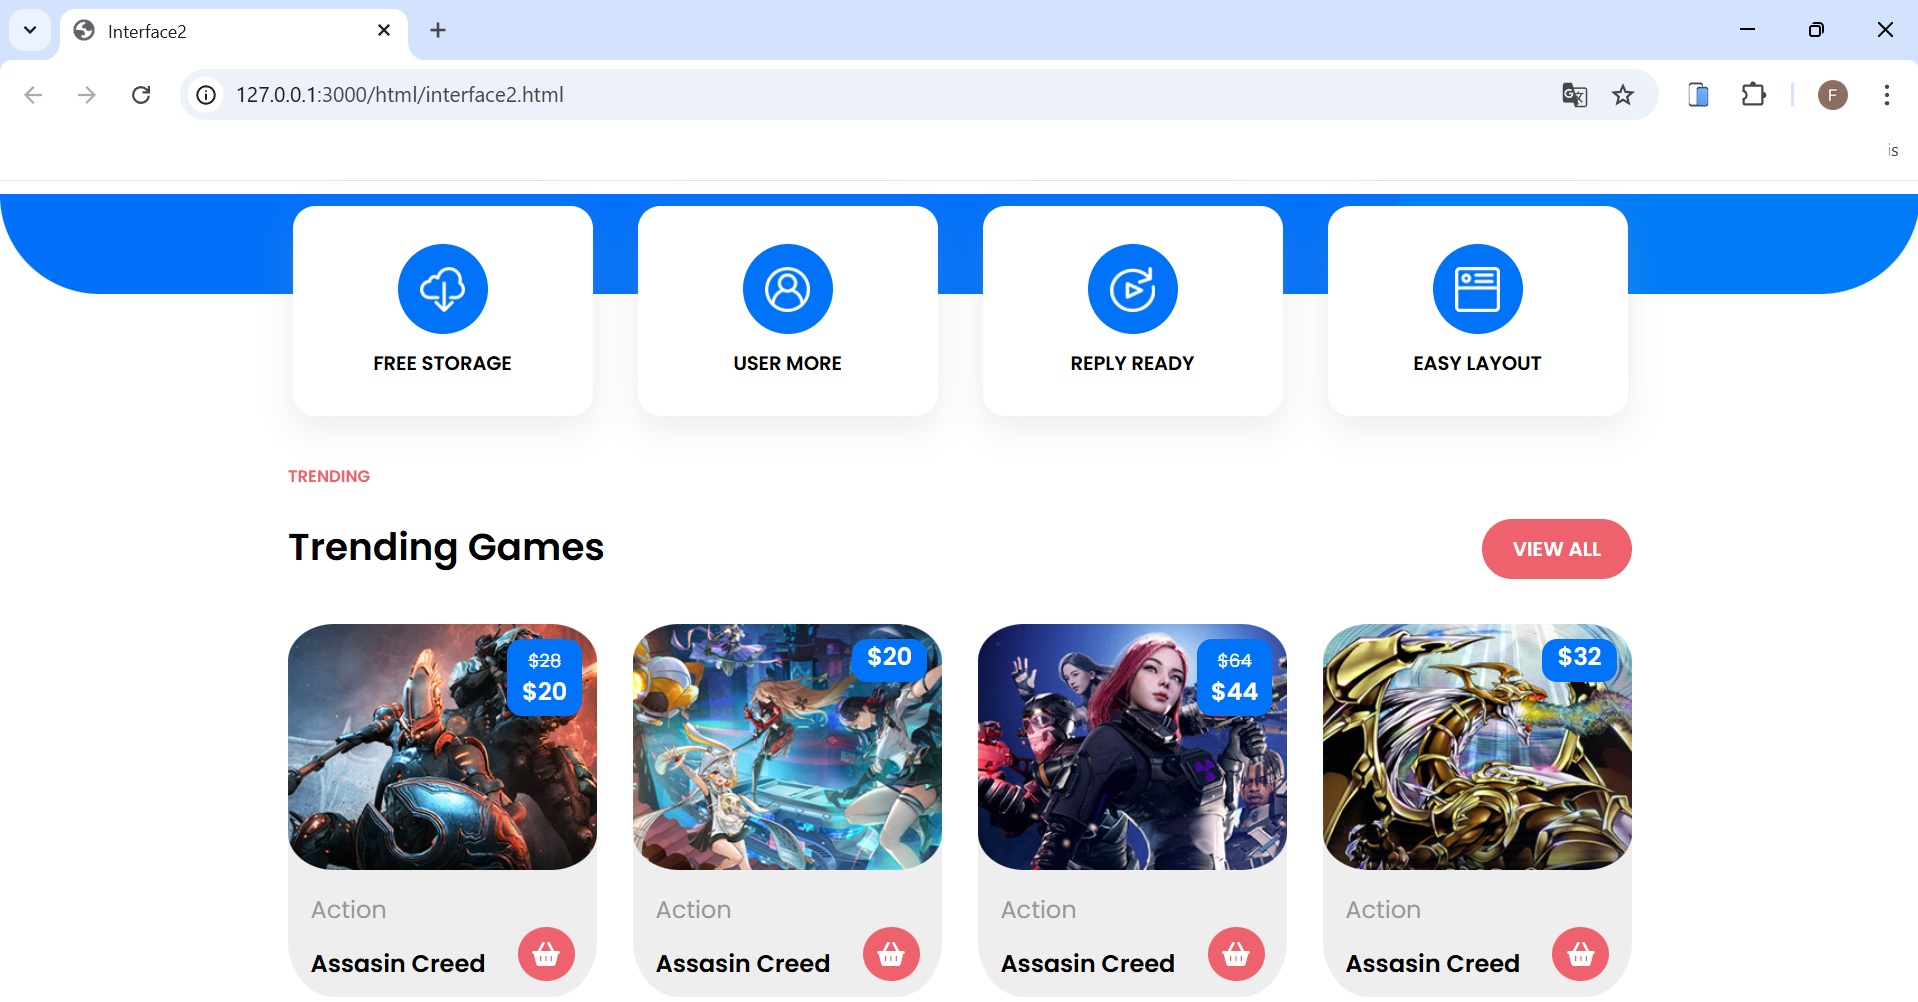 Interface2
127.0.0.1:3000/html/interface2.html
F
is
FREE STORAGE
USER MORE
REPLY READY
EASY LAYOUT
TRENDING
Trending Games
VIEW ALL
$28
$20
$20
$64
$44
$32
Action
Action
Action
Action
Assasin Creed
Assasin Creed
Assasin Creed
Assasin Creed